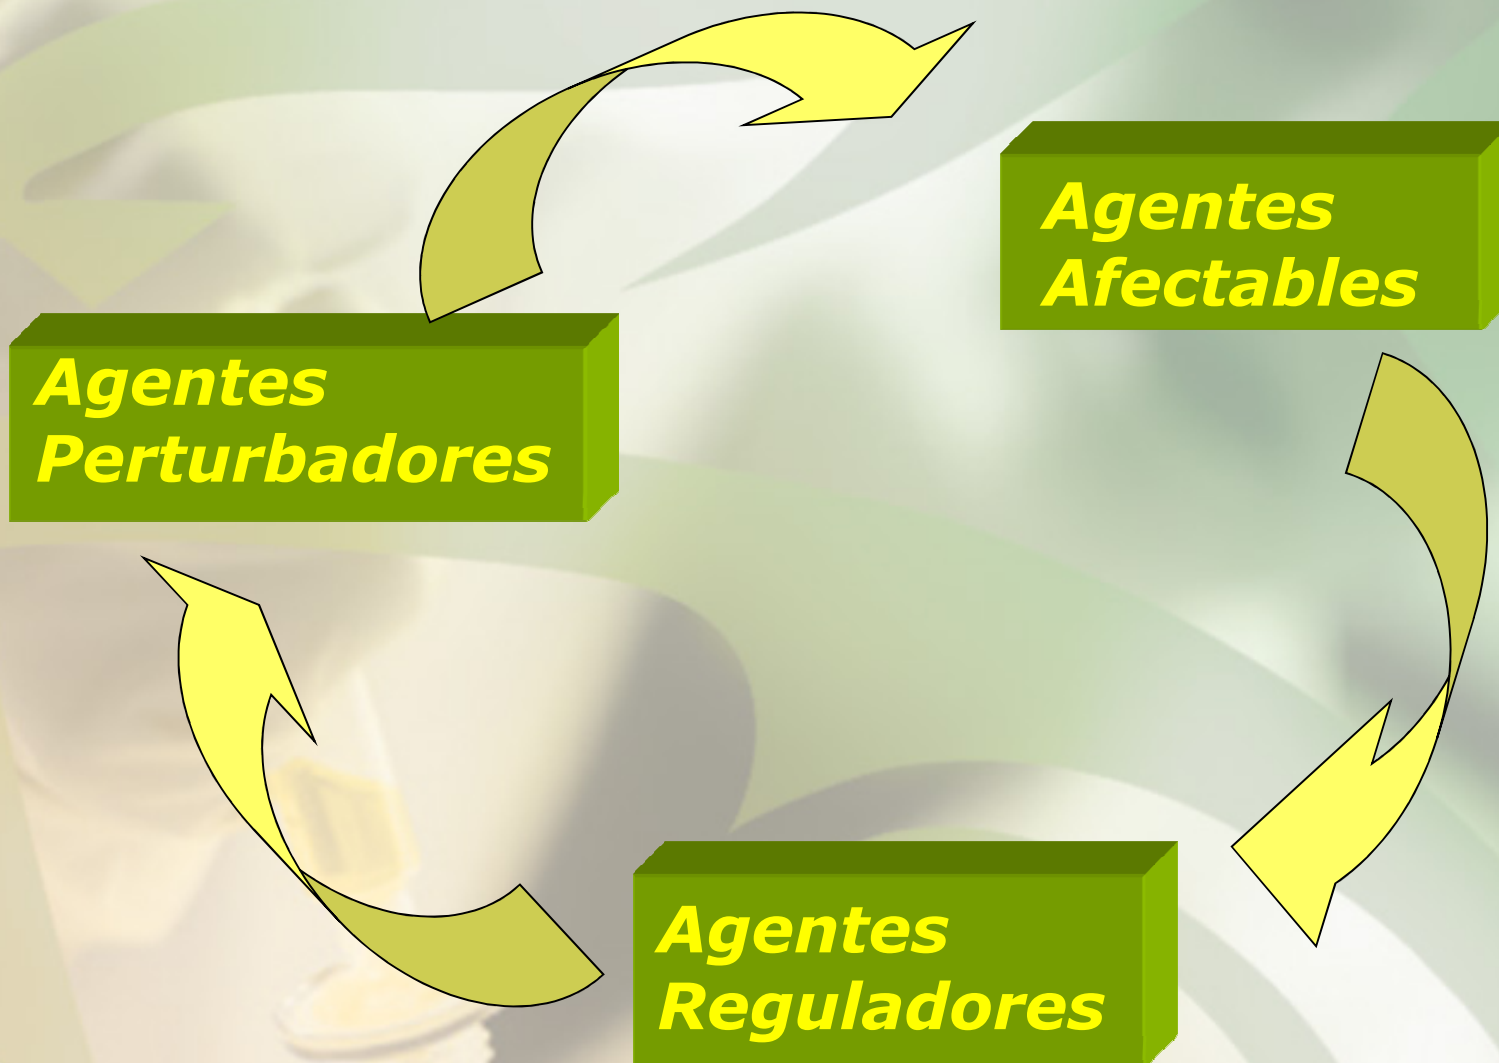 Agentes
Afectables
Agentes
Perturbadores
Agentes
Reguladores